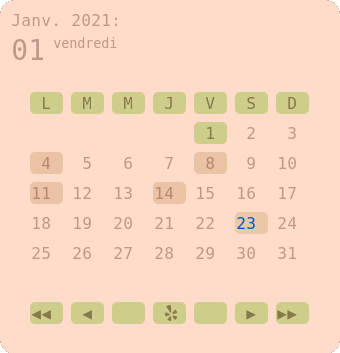 Janv. 2021:
01 vendredi
L M M J V S D
1 2 3
4 5 6 7 8 9 10
11 12 13 14 15 16 17
18 19 20 21 22 23 24
25 26 27 28 29 30 31